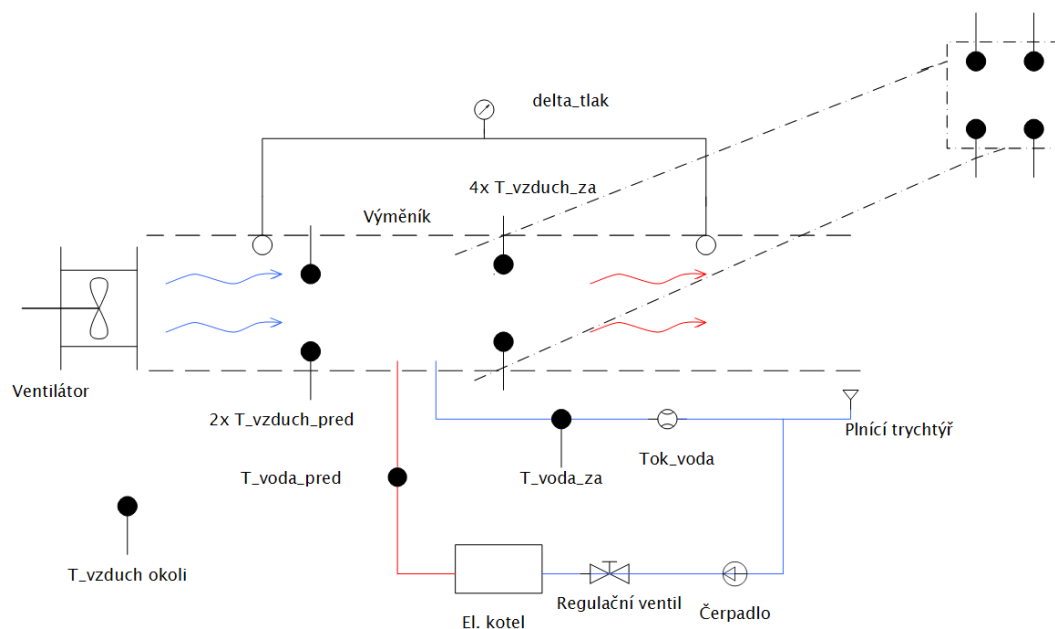 delta_tlak
4x T_vzduch_za
Výměník
Ventilátor
2x T_vzduch_pred
Plnící trychtýř
Tok_voda
T_voda_pred
T_voda_za
T_vzduch okoli
Regulační ventil
Čerpadlo
El. kotel